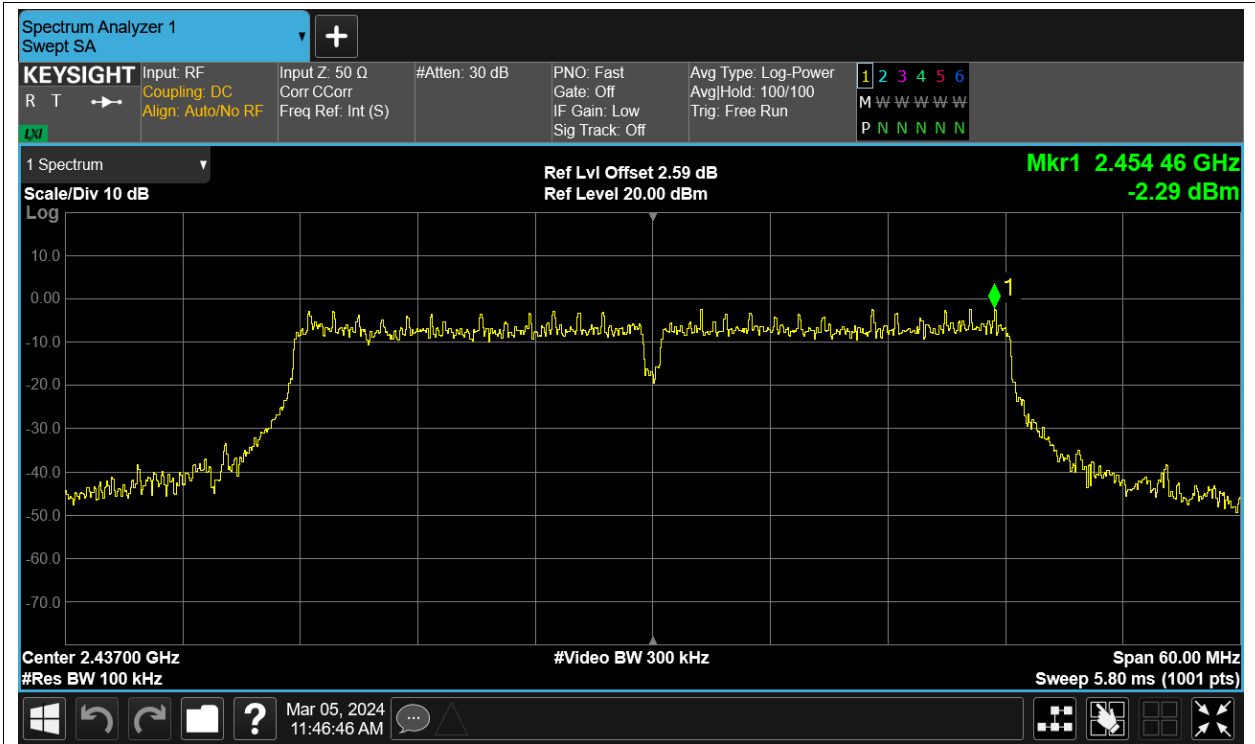 Spectrum Analyzer 1
Swept SA
+
KEYSIGHT
R T
LXI
Input: RF
Coupling: DC
Align: Auto/No RF
Input Z: 50 Ω
Corr CCorr
Freq Ref: Int (S)
#Atten: 30 dB
PNO: Fast
Gate: Off
IF Gain: Low
Sig Track: Off
Avg Type: Log-Power
Avg|Hold: 100/100
Trig: Free Run
1 2 3 4 5 6
M W W W W W
P N N N N N
1 Spectrum
Scale/Div 10 dB
Log
Ref Lvl Offset 2.59 dB
Ref Level 20.00 dBm
Mkr1 2.454 46 GHz
-2.29 dBm
10.0
0.00
-10.0
-20.0
-30.0
-40.0
-50.0
-60.0
-70.0
1
Center 2.43700 GHz
#Res BW 100 kHz
#Video BW 300 kHz
Span 60.00 MHz
Sweep 5.80 ms (1001 pts)
?
Mar 05, 2024
11:46:46 AM